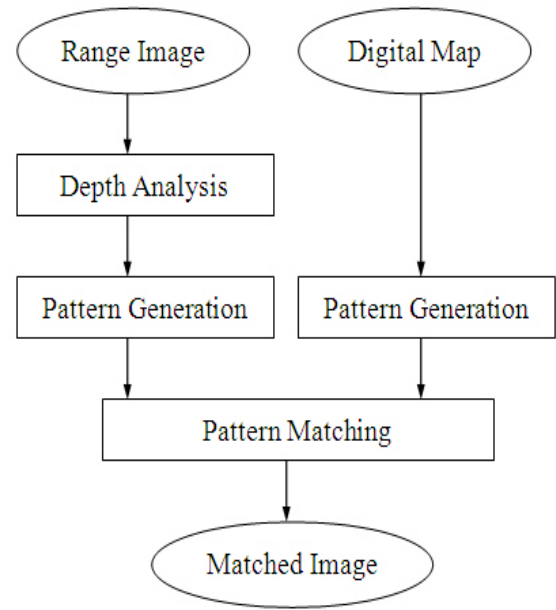 Range Image
Digital Map
Depth Analysis
Pattern Generation
Pattern Generation
Pattern Matching
Matched Image